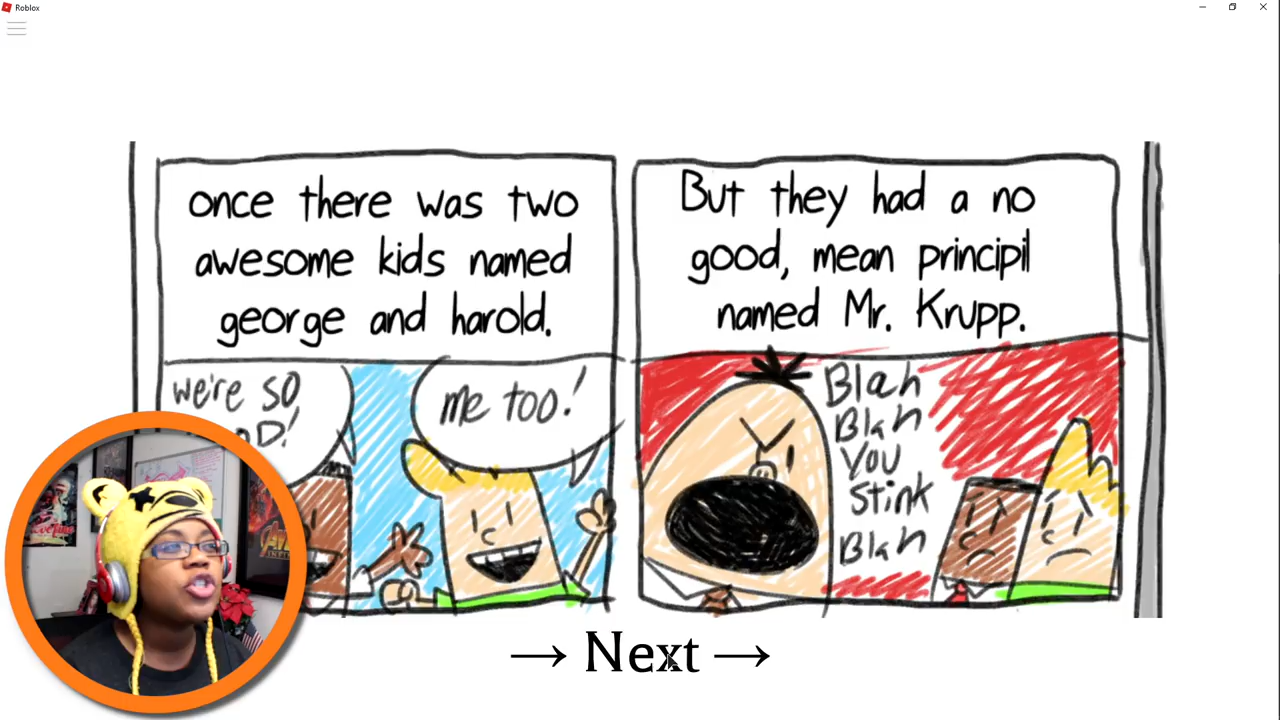 Roblox
once there was two
awesome kids named
george and harold.
we're so
me too!
But they had a no
good, mean principil
named Mr. Krupp.
Blah
Blah
You
Stink
Blah
→ Next →